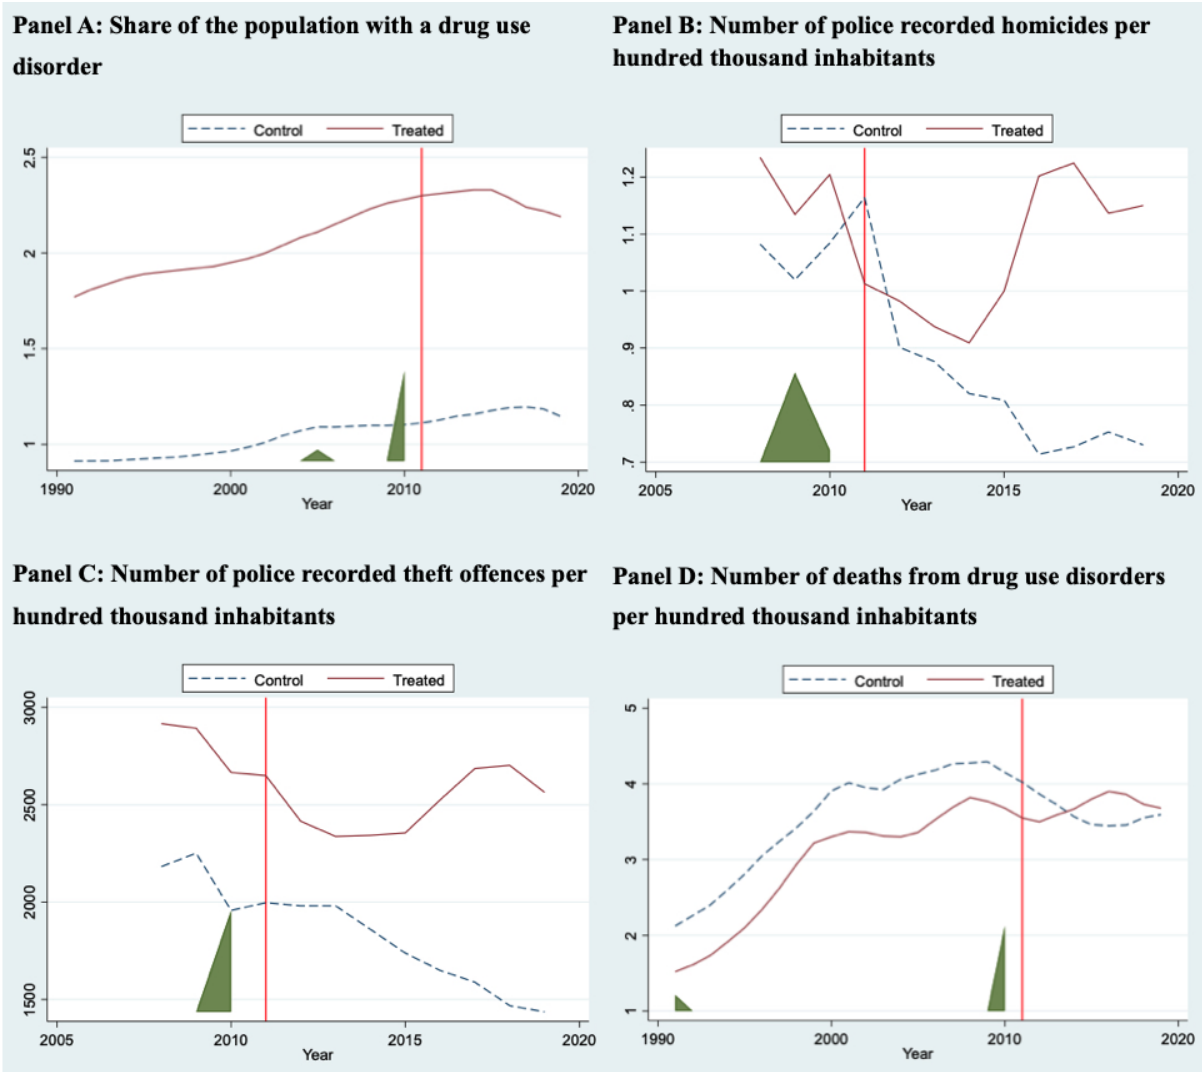 Panel A: Share of the population with a drug use
disorder
Control Treated
2.5
2
1.5
1
1990 2000 2010 2020
Year
Panel B: Number of police recorded homicides per
hundred thousand inhabitants
Control Treated
1.2
1.1
1
.9
.8
.7
2005 2010 2015 2020
Year
Panel C: Number of police recorded theft offences per
hundred thousand inhabitants
Control Treated
3000
2500
2000
1500
2005 2010 2015 2020
Year
Panel D: Number of deaths from drug use disorders
per hundred thousand inhabitants
Control Treated
5
4
3
2
1
1990 2000 2010 2020
Year